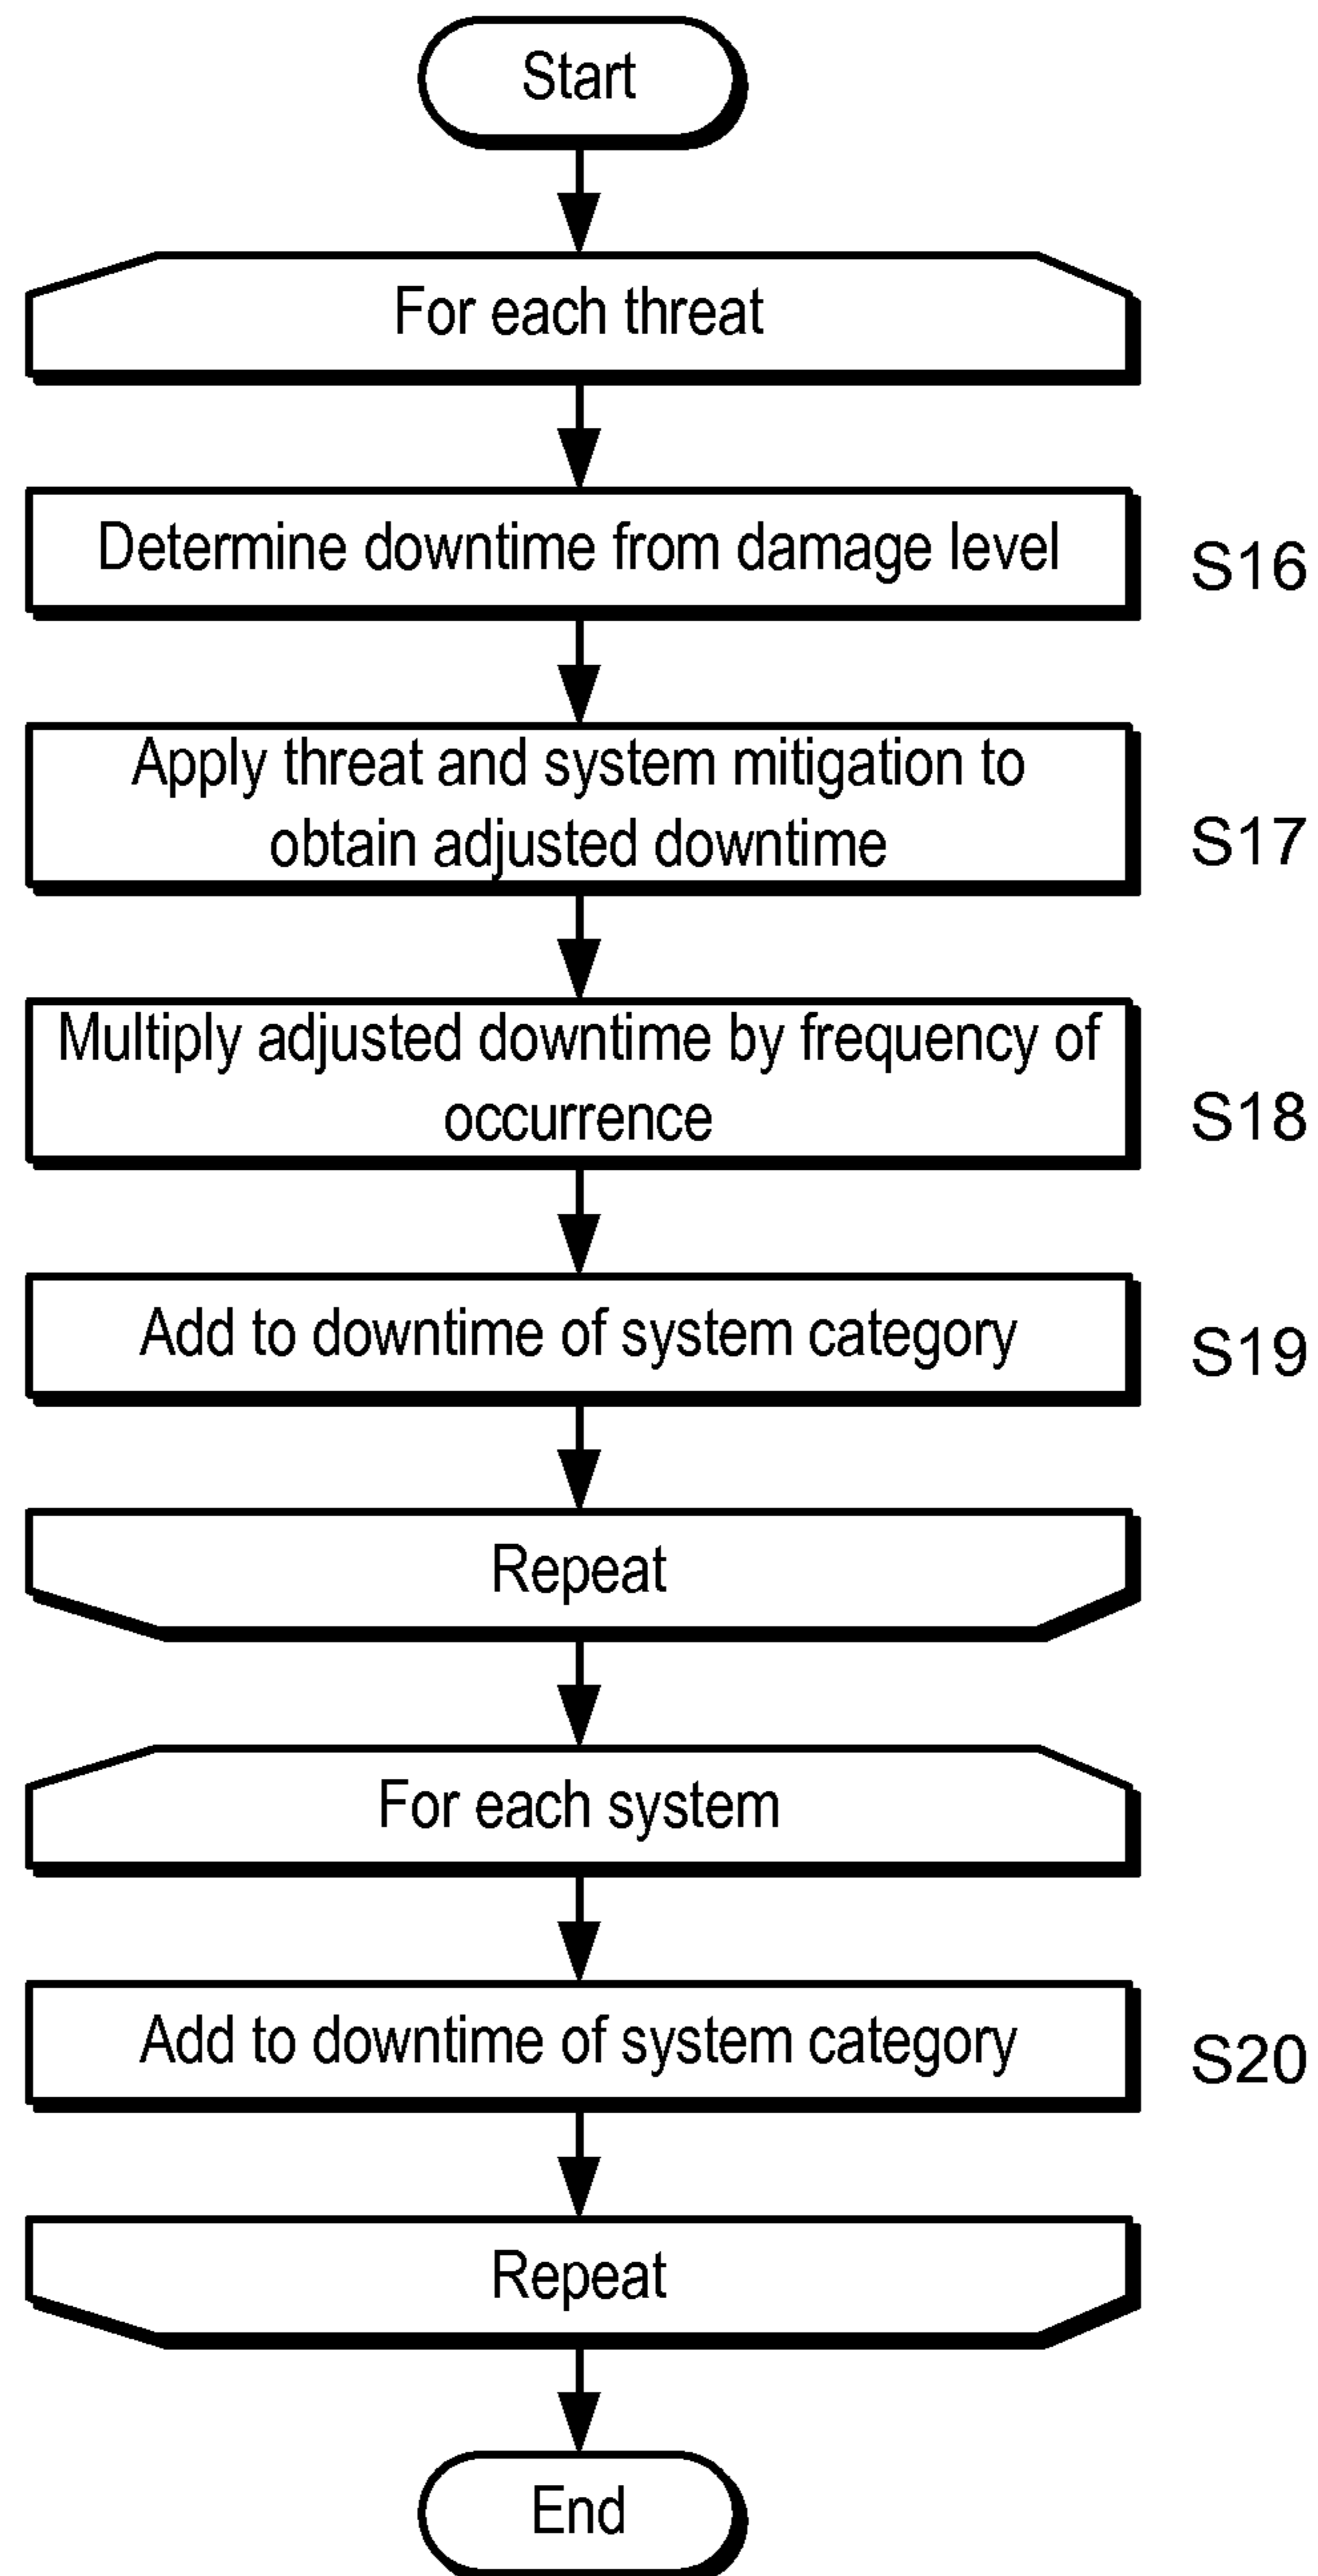 Start
For each threat
Determine downtime from damage level
S16
Apply threat and system mitigation to
obtain adjusted downtime
S17
Multiply adjusted downtime by frequency of
occurrence
S18
Add to downtime of system category
S19
Repeat
For each system
Add to downtime of system category
S20
Repeat
End